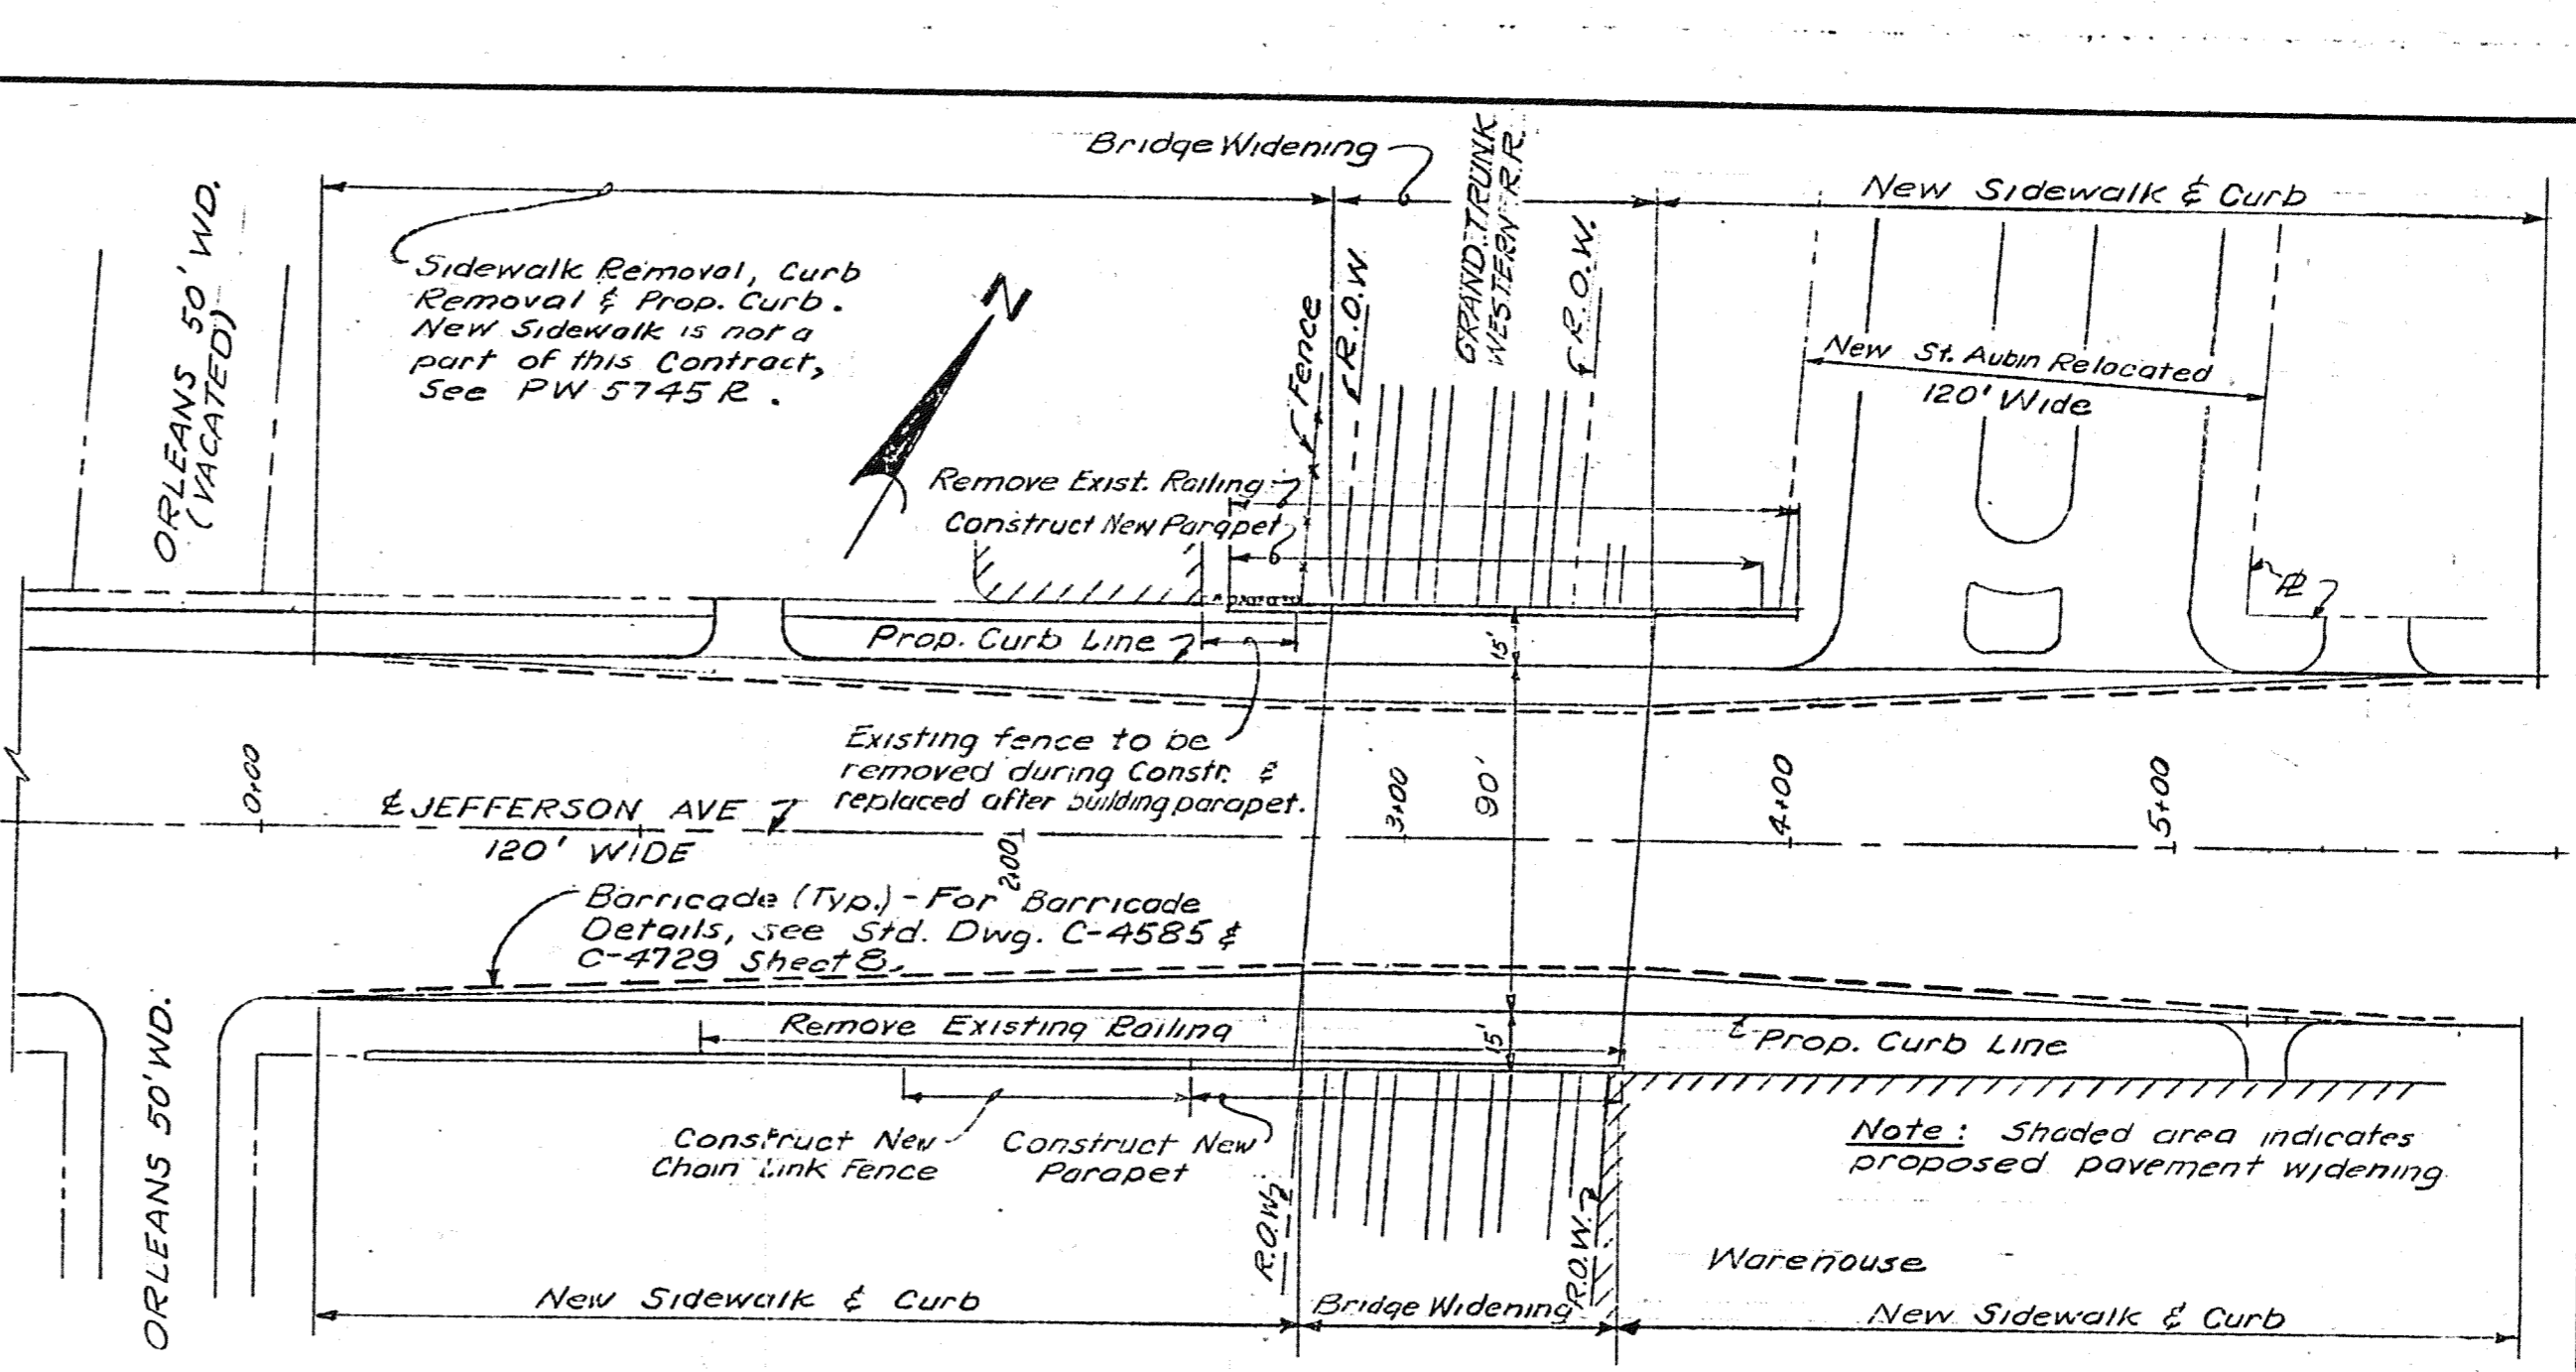 Bridge Widening
GRAND TRUNK
WESTERN R.R.
New Sidewalk & Curb
ORLEANS 50' WD.
(VACATED)
Sidewalk Removal, Curb
Removal & Prop. Curb.
New Sidewalk is not a
part of this Contract,
See PW 5745 R.
N
Fence
R.O.W.
R.O.W.
New St. Aubin Relocated
120' Wide
Remove Exist. Railing
Construct New Parapet
℄
Prop. Curb Line
15'
Existing fence to be
removed during Constr. &
replaced after building parapet.
0+00
2+00
3+00
90'
4+00
5+00
℄ JEFFERSON AVE
120' WIDE
Barricade (Typ.) - For Barricade
Details, see Std. Dwg. C-4585 &
C-4729 Sheet 8.
ORLEANS 50' WD.
Remove Existing Railing
15'
Prop. Curb Line
Construct New
Chain Link Fence
Construct New
Parapet
R.O.W.
R.O.W.
Note: Shaded area indicates
proposed pavement widening
Warehouse
New Sidewalk & Curb
Bridge Widening
New Sidewalk & Curb